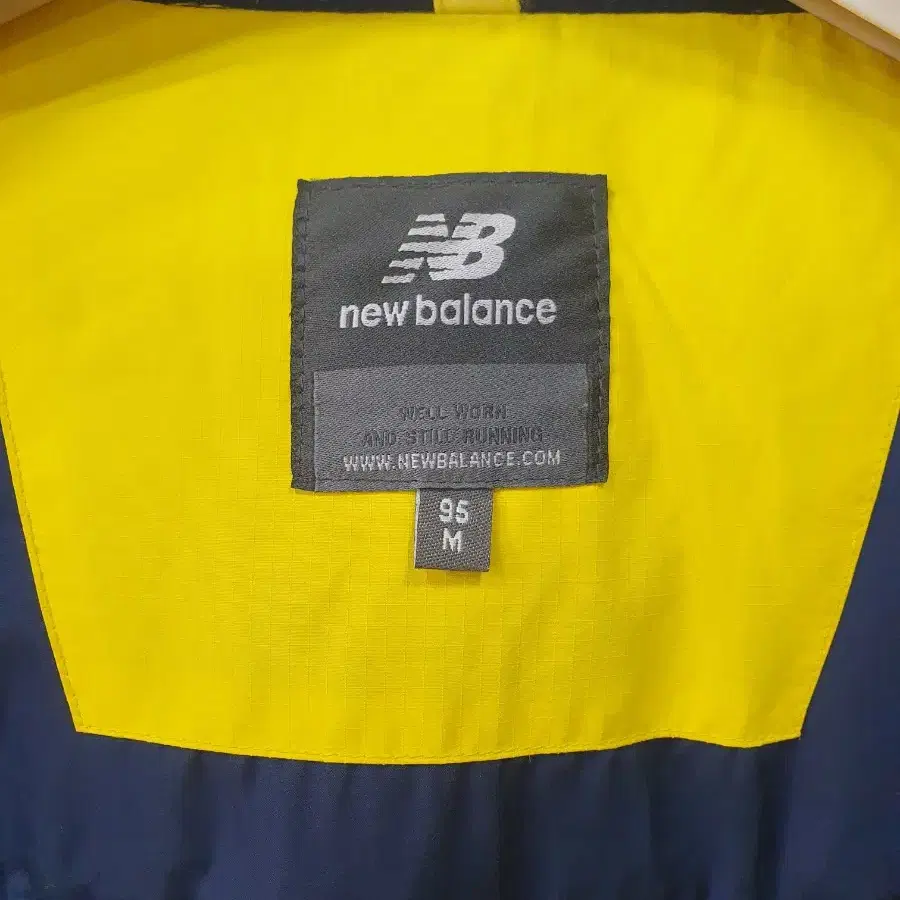 NB
new balance
WELL WORN
AND STILL RUNNING
WWW.NEWBALANCE.COM
95
M